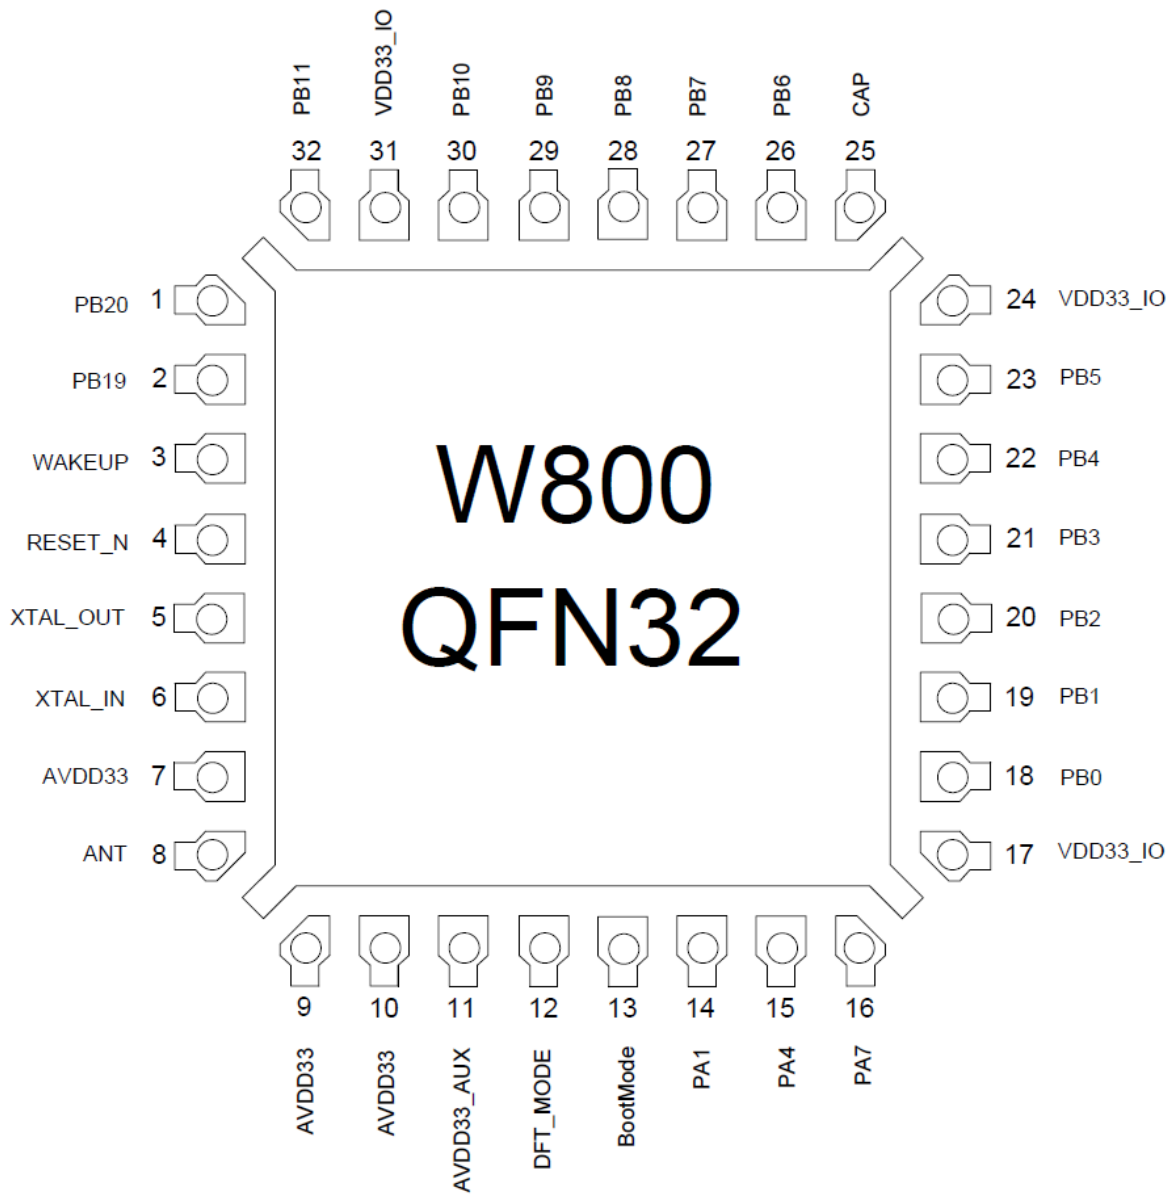 PB11 VDD33_IO PB10 PB9 PB8 PB7 PB6 CAP
32 31 30 29 28 27 26 25
PB20 1
PB19 2
WAKEUP 3
RESET_N 4
XTAL_OUT 5
XTAL_IN 6
AVDD33 7
ANT 8
W800
QFN32
24 VDD33_IO
23 PB5
22 PB4
21 PB3
20 PB2
19 PB1
18 PB0
17 VDD33_IO
9 10 11 12 13 14 15 16
AVDD33 AVDD33 AVDD33_AUX DFT_MODE BootMode PA1 PA4 PA7